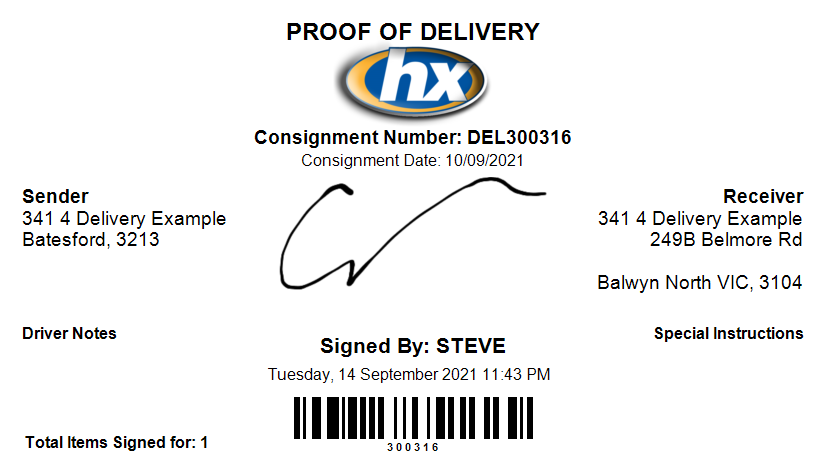 PROOF OF DELIVERY
hx
Consignment Number: DEL300316
Consignment Date: 10/09/2021
Sender
341 4 Delivery Example
Batesford, 3213
Receiver
341 4 Delivery Example
249B Belmore Rd
Balwyn North VIC, 3104
Driver Notes
Special Instructions
Signed By: STEVE
Tuesday, 14 September 2021 11:43 PM
300316
Total Items Signed for: 1